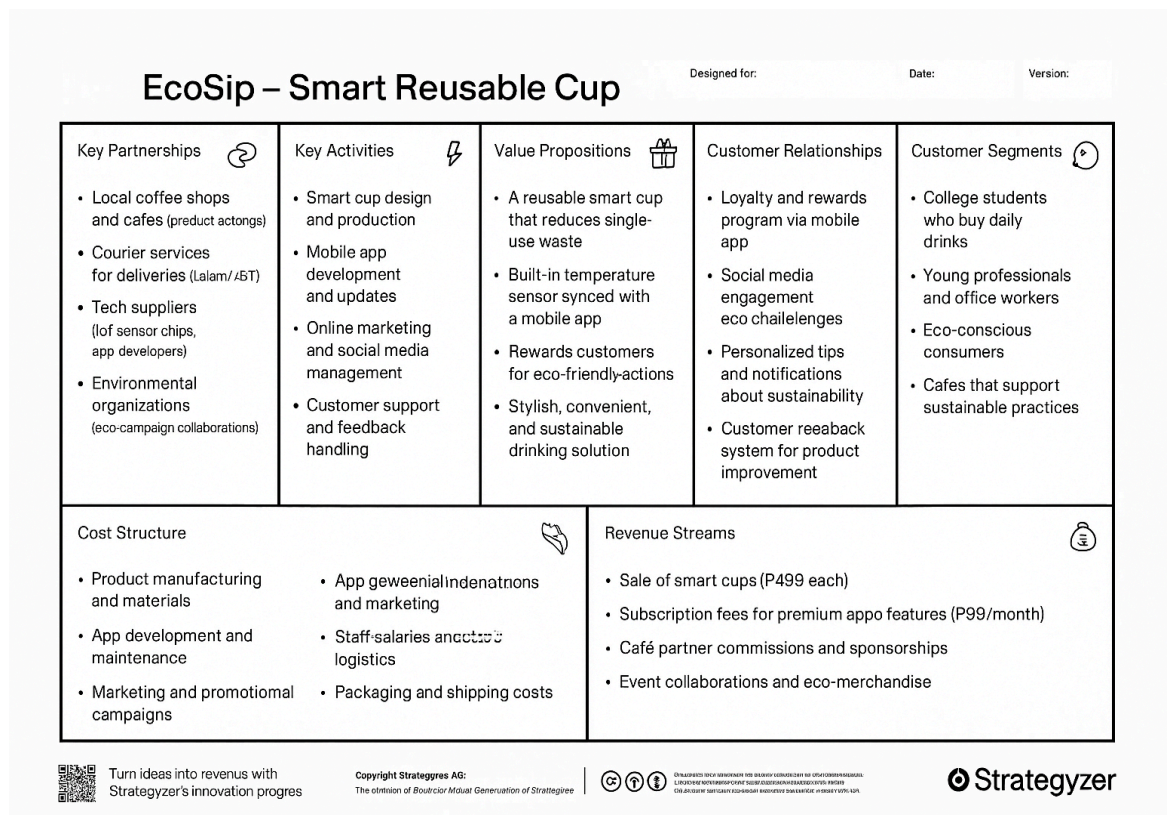 EcoSip – Smart Reusable Cup
Designed for:
Date:
Version:
Key Partnerships
• Local coffee shops
and cafes (preduct actongs)
• Courier services
for deliveries (Lalam/
• Tech suppliers
(Iof sensor chips,
app developers)
• Environmental
organizations
(eco-campaign collaborations)
Key Activities
• Smart cup design
and production
• Mobile app
development
and updates
• Online marketing
and social media
management
• Customer support
and feedback
handling
Value Propositions
• A reusable smart cup
that reduces single-
use waste
• Built-in temperature
sensor synced with
a mobile app
• Rewards customers
for eco-friendly-actions
• Stylish, convenient,
and sustainable
drinking solution
Customer Relationships
• Loyalty and rewards
program via mobile
app
• Social media
engagement
eco chailelenges
• Personalized tips
and notifications
about sustainability
• Customer reeaback
system for product
improvement
Customer Segments
• College students
who buy daily
drinks
• Young professionals
and office workers
• Eco-conscious
consumers
• Cafes that support
sustainable practices
Cost Structure
• Product manufacturing
and materials
• App development and
maintenance
• Marketing and promotiomal
campaigns
• App
and marketing
• Staff-salaries
logistics
• Packaging and shipping costs
Revenue Streams
• Sale of smart cups (P499 each)
• Subscription fees for premium appo features (P99/month)
• Café partner commissions and sponsorships
• Event collaborations and eco-merchandise
Turn ideas into revenus with
Strategyzer's innovation progres
Copyright Strateggres AG:
The of
Strategyzer